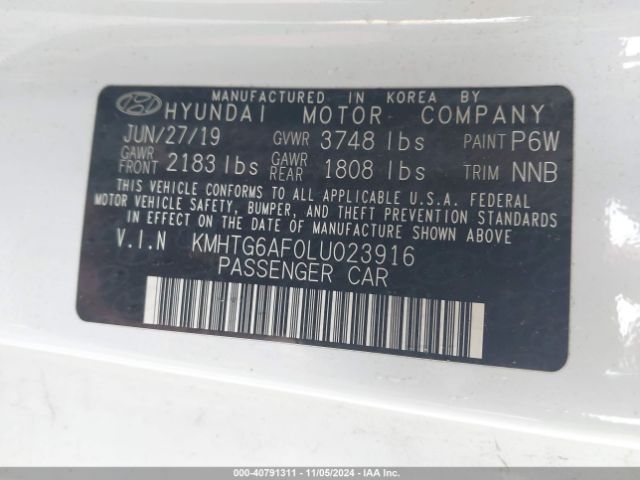 MANUFACTURED IN KOREA BY
HYUNDAI MOTOR COMPANY
JUN/27/19 GVWR 3748 lbs PAINT P6W
GAWR FRONT 2183 lbs GAWR REAR 1808 lbs TRIM NNB
THIS VEHICLE CONFORMS TO ALL APPLICABLE U.S.A. FEDERAL
MOTOR VEHICLE SAFETY, BUMPER, AND THEFT PREVENTION STANDARDS
IN EFFECT ON THE DATE OF MANUFACTURE SHOWN ABOVE.
V.I.N KMHTG6AF0LU023916
PASSENGER CAR
000-40791311 - 11/05/2024 - IAAI.COM